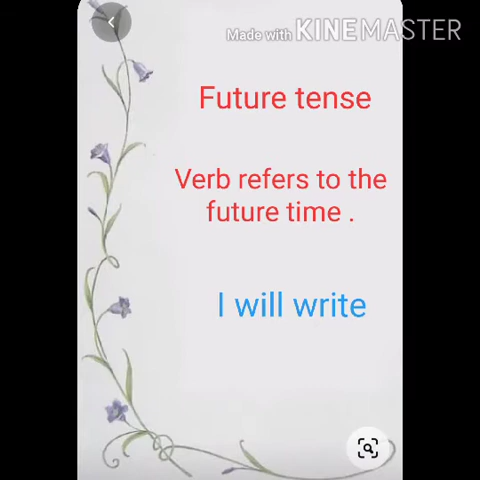 Made with KINEMASTER
Future tense
Verb refers to the
future time .
I will write